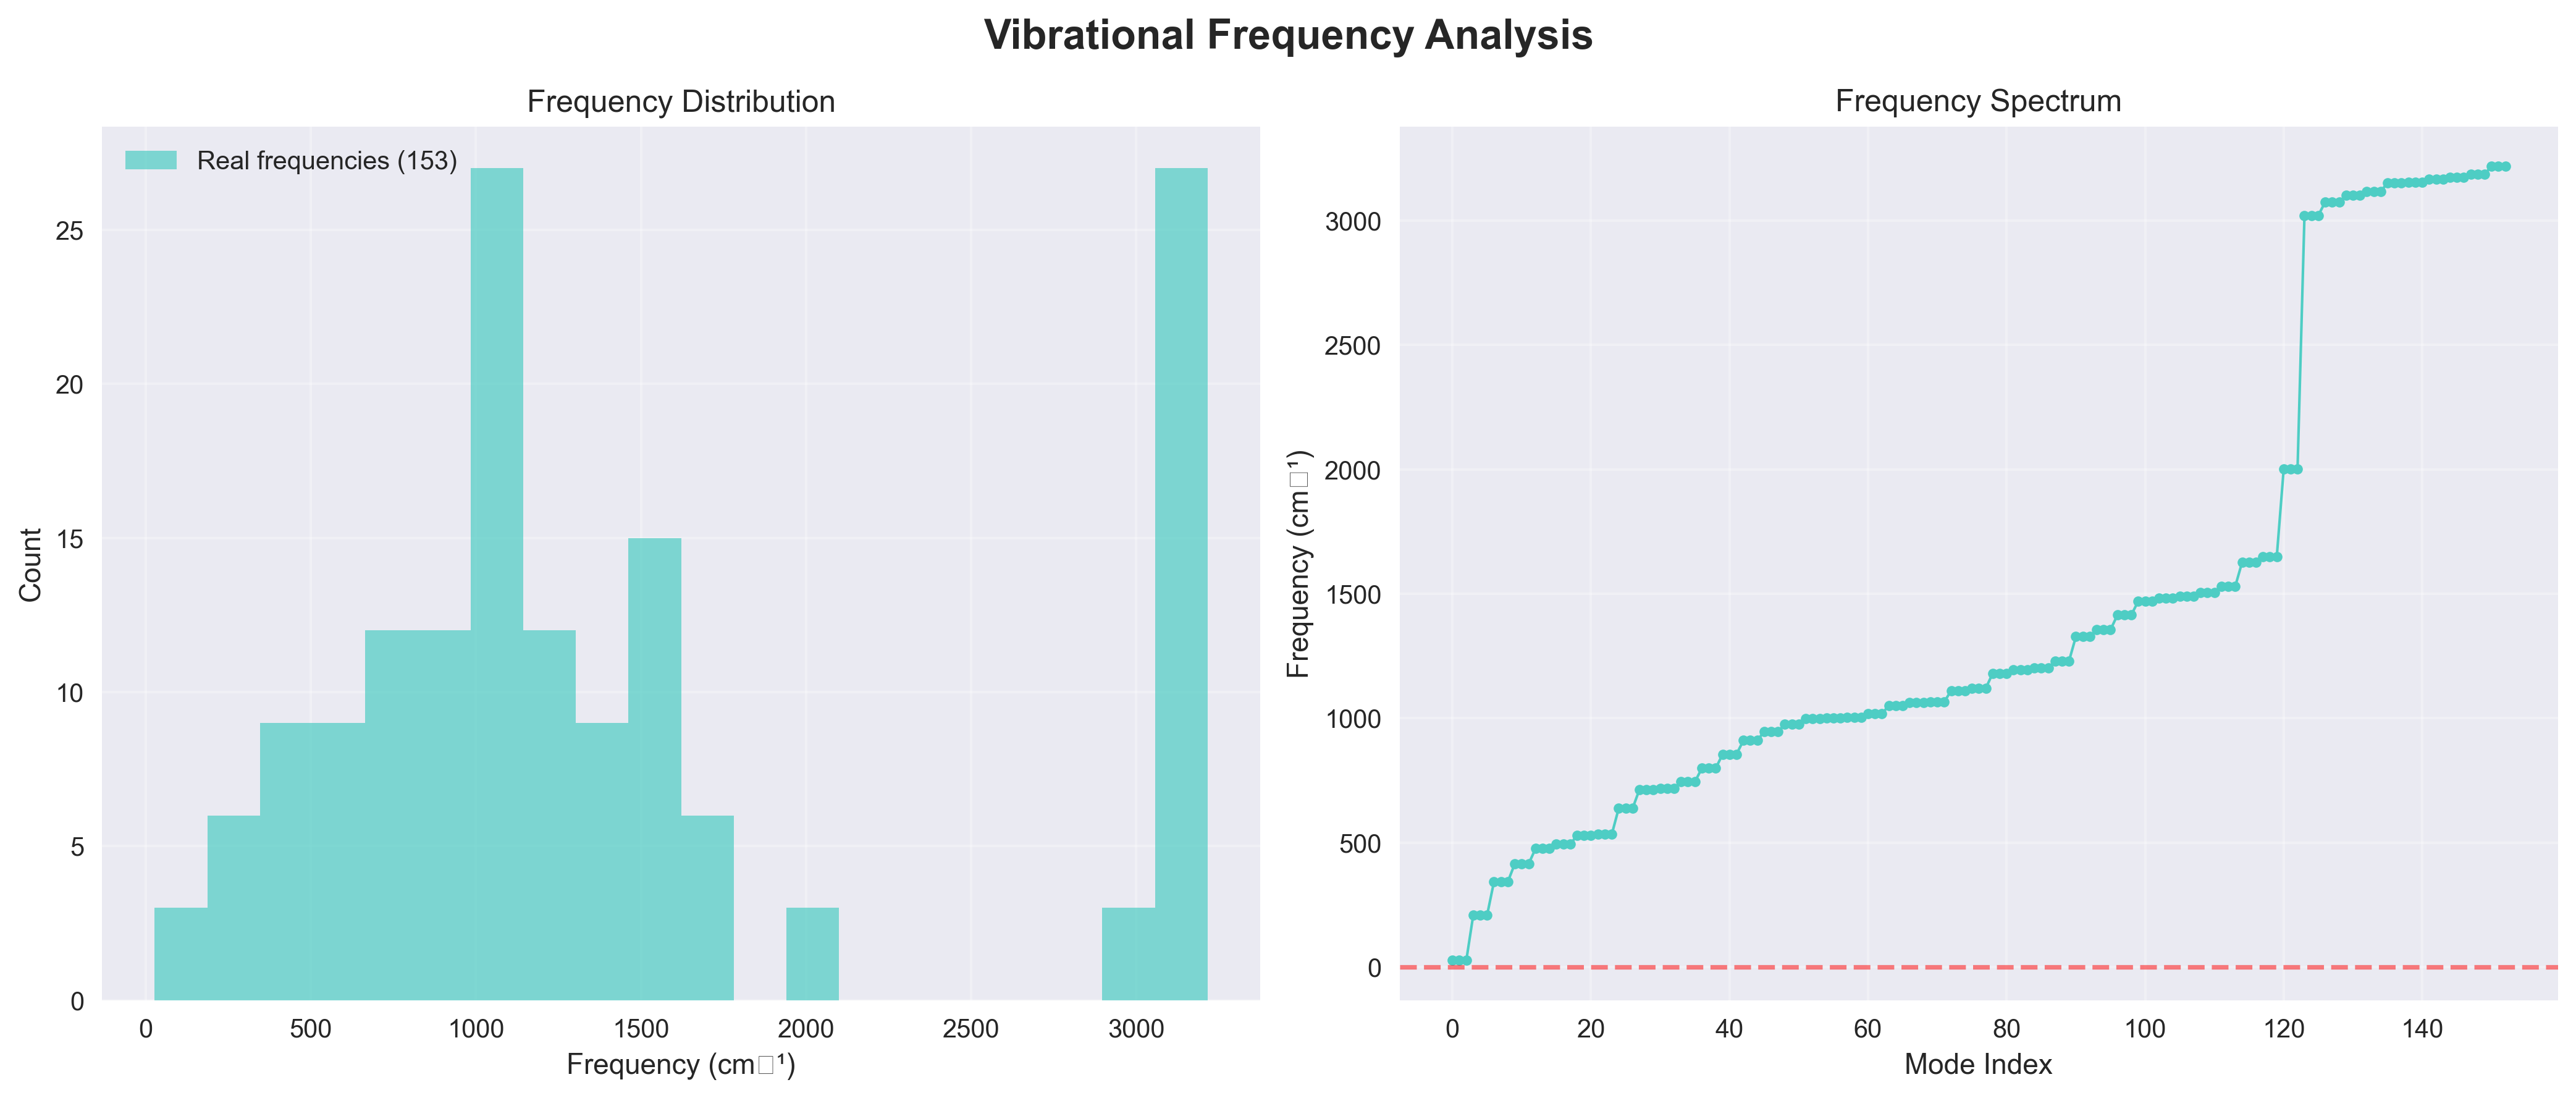 Vibrational Frequency Analysis
Frequency Distribution
Real frequencies (153)
25
20
15
10
5
0
Count
0 500 1000 1500 2000 2500 3000
Frequency (cm□¹)
Frequency Spectrum
3000
2500
2000
1500
1000
500
0
Frequency (cm□¹)
0 20 40 60 80 100 120 140
Mode Index